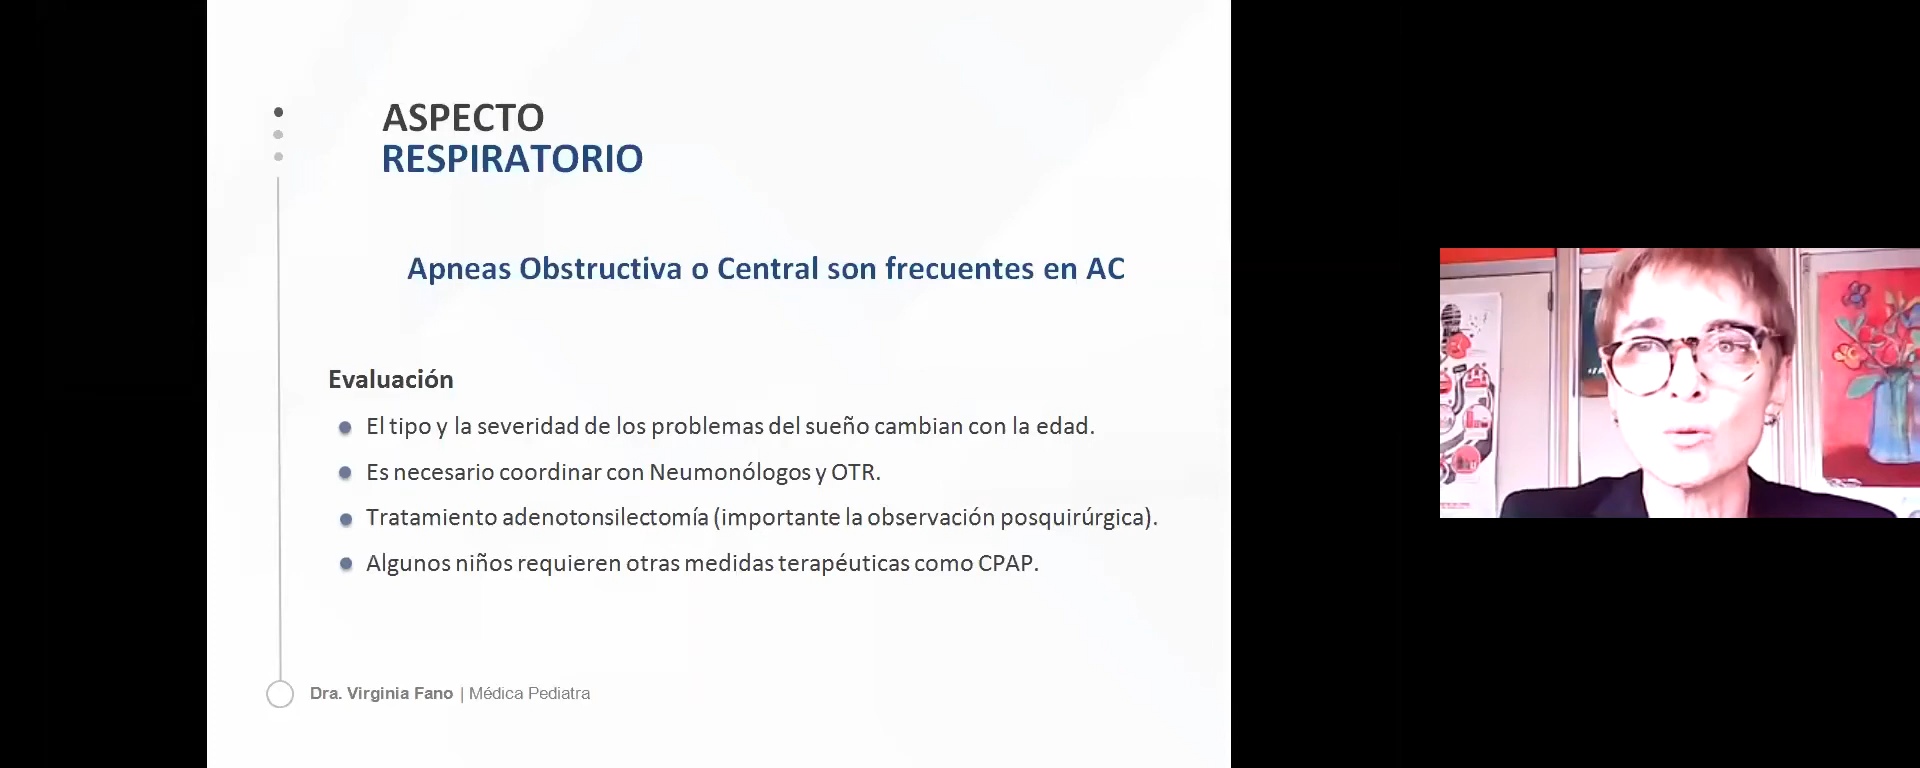 ASPECTO
RESPIRATORIO
Apneas Obstructiva o Central son frecuentes en AC
Evaluación
El tipo y la severidad de los problemas del sueño cambian con la edad.
Es necesario coordinar con Neumonólogos y OTR.
Tratamiento adenotonsilectomía (importante la observación posquirúrgica).
Algunos niños requieren otras medidas terapéuticas como CPAP.
Dra. Virginia Fano | Médica Pediatra